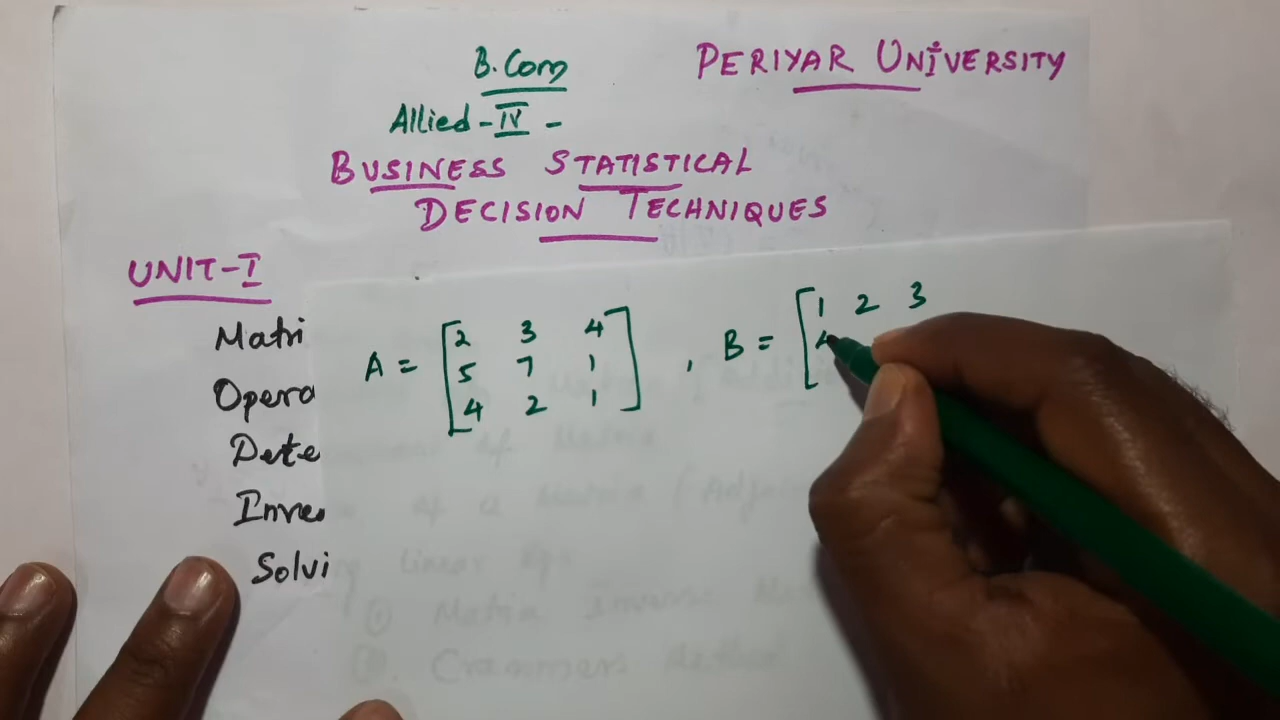 B.Com
PERIYAR UNIVERSITY
Allied - IV -
BUSINESS STATISTICAL
DECISION TECHNIQUES
UNIT-I
Matri
Opera
Dete
Inve
Solvi
A = [2 3 4
5 7 1
4 2 1] , B = [1 2 3
4